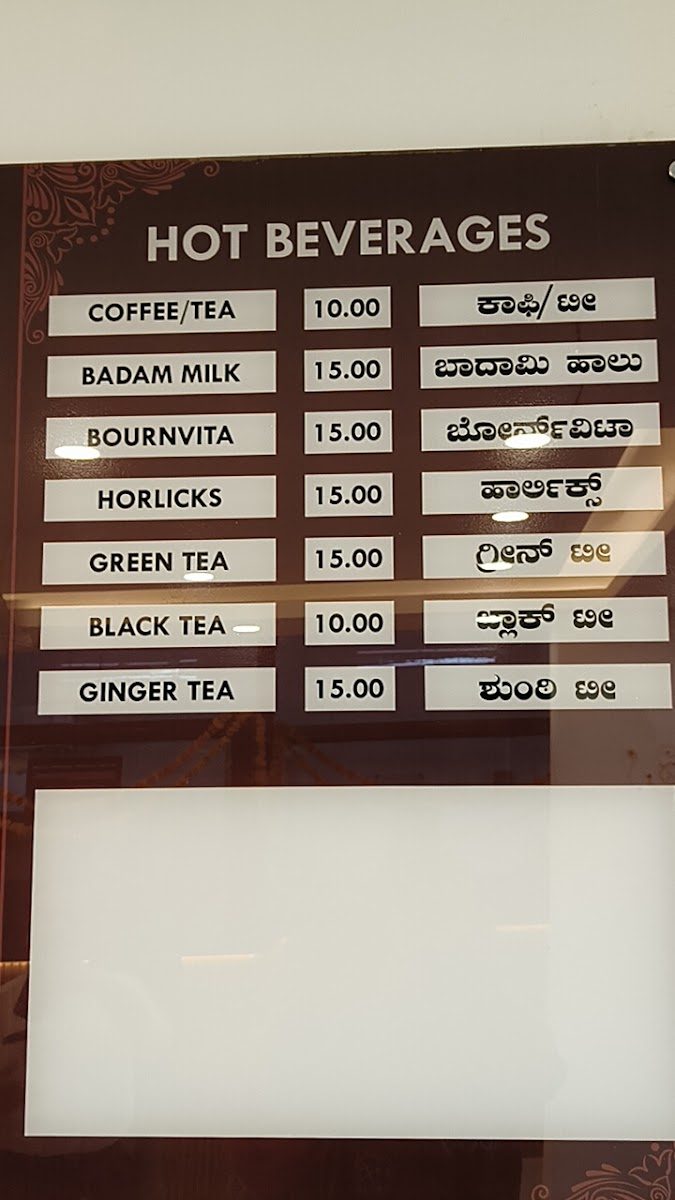 HOT BEVERAGES
COFFEE/TEA 10.00 ಕಾಫಿ/ಟೀ
BADAM MILK 15.00 ಬಾದಾಮಿ ಹಾಲು
BOURNVITA 15.00 ಬೋರ್ನ್‌ವಿಟಾ
HORLICKS 15.00 ಹಾರ್ಲಿಕ್ಸ್
GREEN TEA 15.00 ಗ್ರೀನ್ ಟೀ
BLACK TEA 10.00 ಬ್ಲಾಕ್ ಟೀ
GINGER TEA 15.00 ಶುಂಠಿ ಟೀ